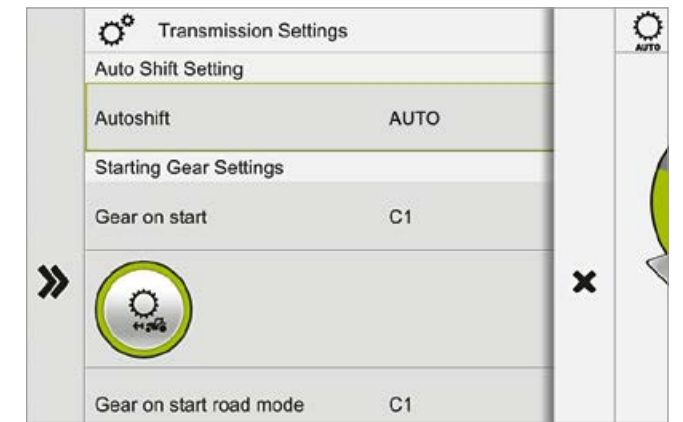 Transmission Settings
AUTO
Auto Shift Setting
Autoshift AUTO
Starting Gear Settings
Gear on start C1
Gear on start road mode C1